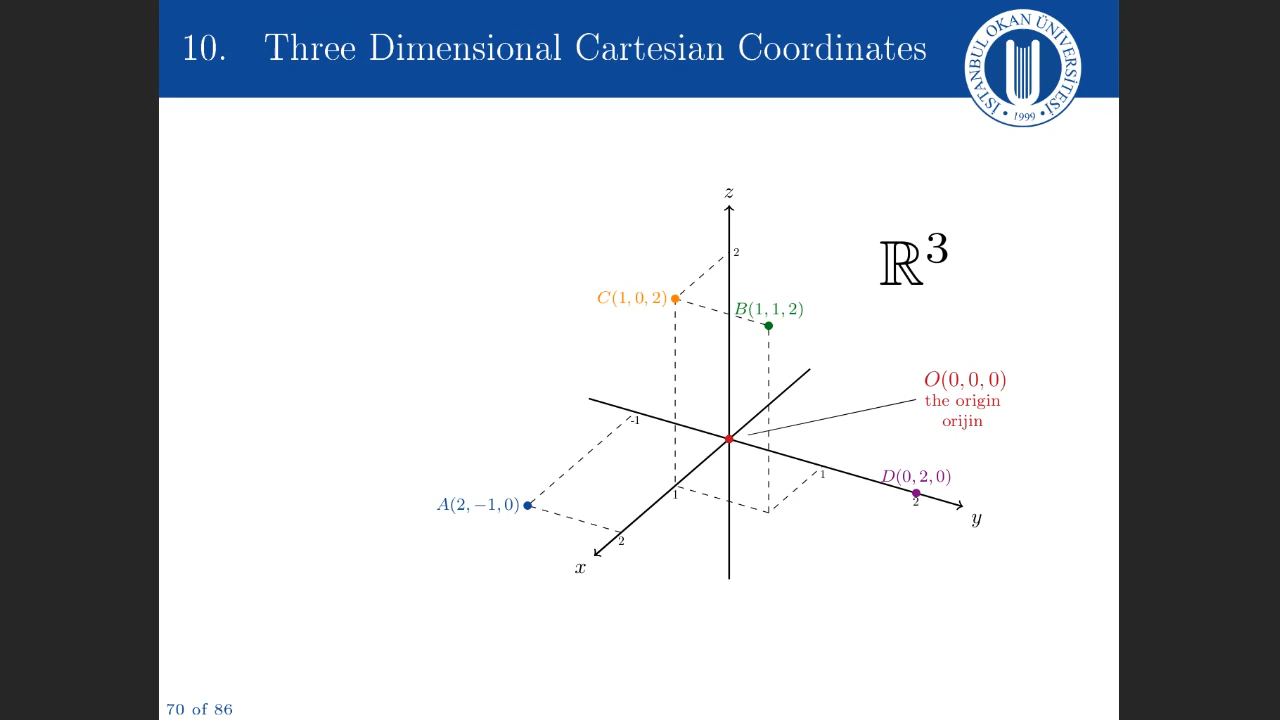 10. Three Dimensional Cartesian Coordinates
İSTANBUL OKAN ÜNİVERSİTESİ
• 1999 •
z
ℝ³
2
C(1, 0, 2)
B(1, 1, 2)
O(0, 0, 0)
the origin
orijin
-1
1
D(0, 2, 0)
A(2, −1, 0)
1
2
y
2
x
70 of 86